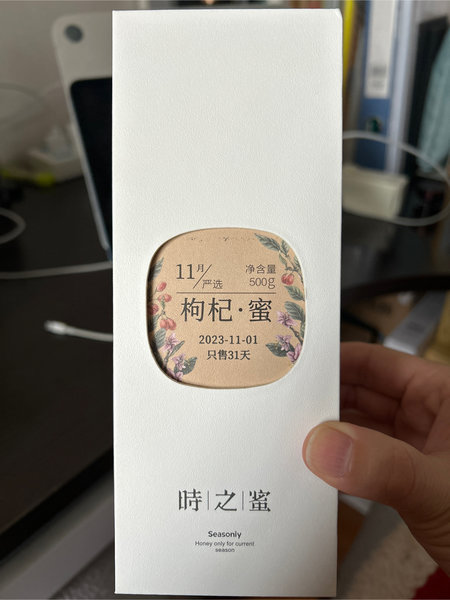 11月/严选
净含量
500g
枸杞·蜜
2023-11-01
只售31天
時之蜜
Seasonly
Honey only for current
season